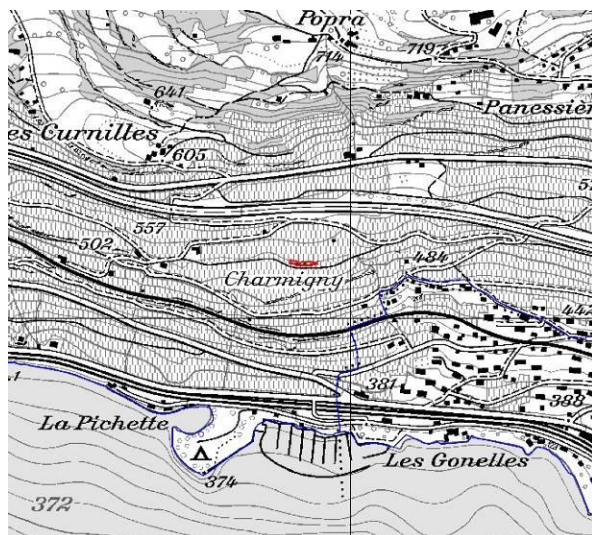 Popra
714
719
641
Panessièr
es Curnilles
605
557
502
484
Charmigny
381
388
La Pichette
Les Gonelles
374
372